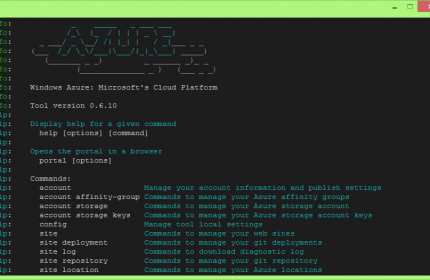 fo:
fo:
fo:
fo:
fo:
fo:
fo:
fo: Windows Azure: Microsoft's Cloud Platform
fo:
fo: Tool version 0.6.10
lp:
lp: Display help for a given command
lp: help [options] [command]
lp:
lp: Opens the portal in a browser
lp: portal [options]
lp:
lp: Commands:
lp: account Manage your account information and publish settings
lp: account affinity-group Commands to manage your Azure affinity groups
lp: account storage Commands to manage your Azure storage account
lp: account storage keys Commands to manage your Azure storage account keys
lp: config Manage tool local settings
lp: site Commands to manage your web sites
lp: site deployment Commands to manage your git deployments
lp: site log Commands to download diagnostic log
lp: site repository Commands to manage your git repository
lp: site location Commands to manage your Azure locations